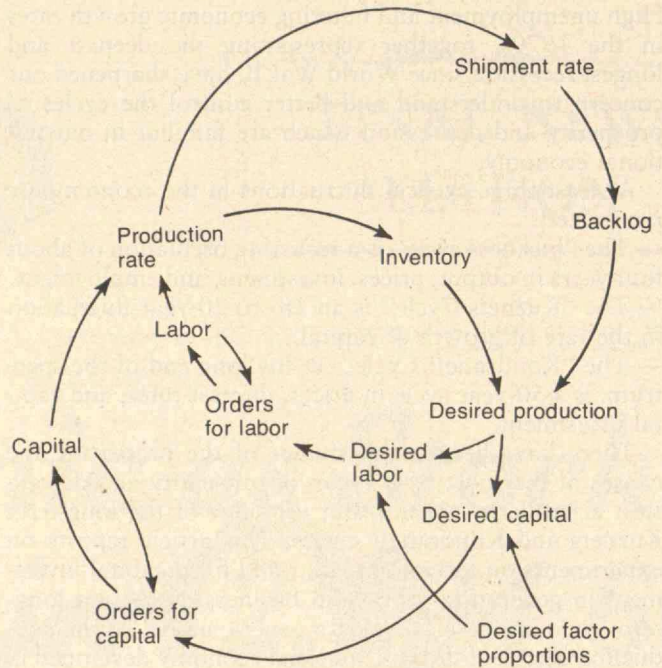 Shipment rate
Backlog
Production
rate
Inventory
Labor
Orders
for labor
Desired production
Capital
Desired
labor
Desired capital
Orders for
capital
Desired factor
proportions